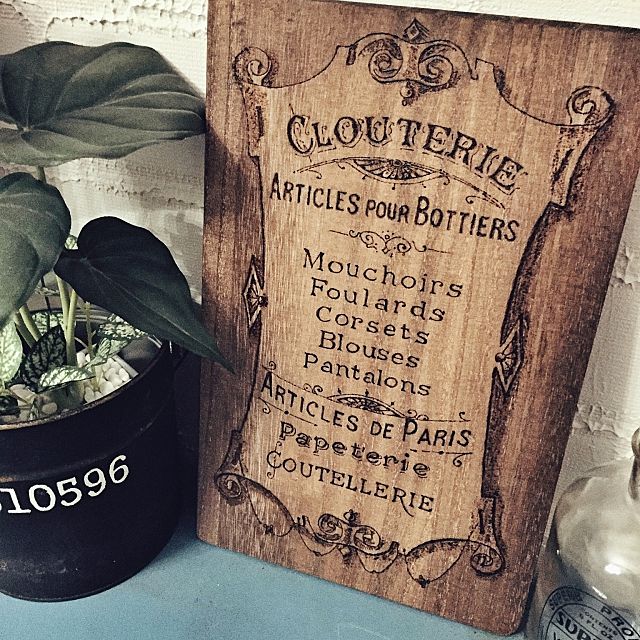 CLOUTERIE
ARTICLES POUR BOTTIERS
Mouchoirs
Foulards
Corsets
Blouses
Pantalons
ARTICLES DE PARIS
Papeterie
COUTELLERIE
10596